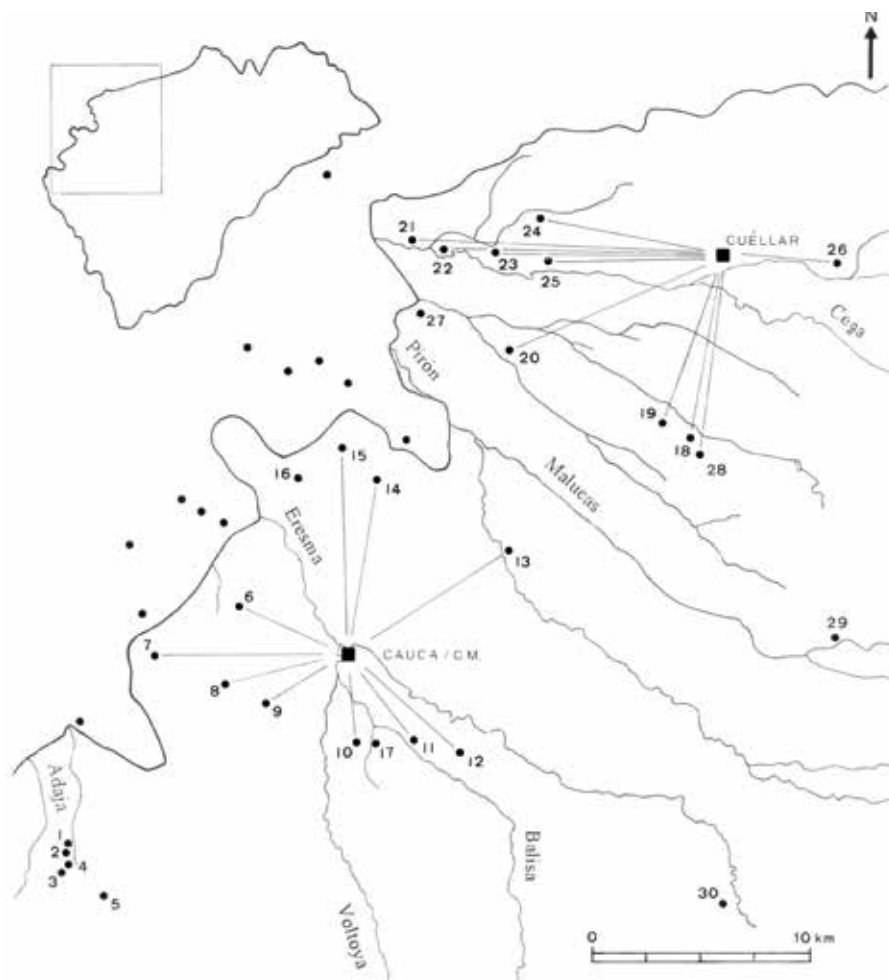 N
21
24
CUÉLLAR
22
23
25
26
27
Cega
Pirón
20
19
18
28
15
16
14
Malucas
Eresma
13
6
7
CAUCA / C.M.
29
8
9
10
17
11
12
Adaja
1
2
4
3
5
Balisa
Voltoya
30
0
10 km